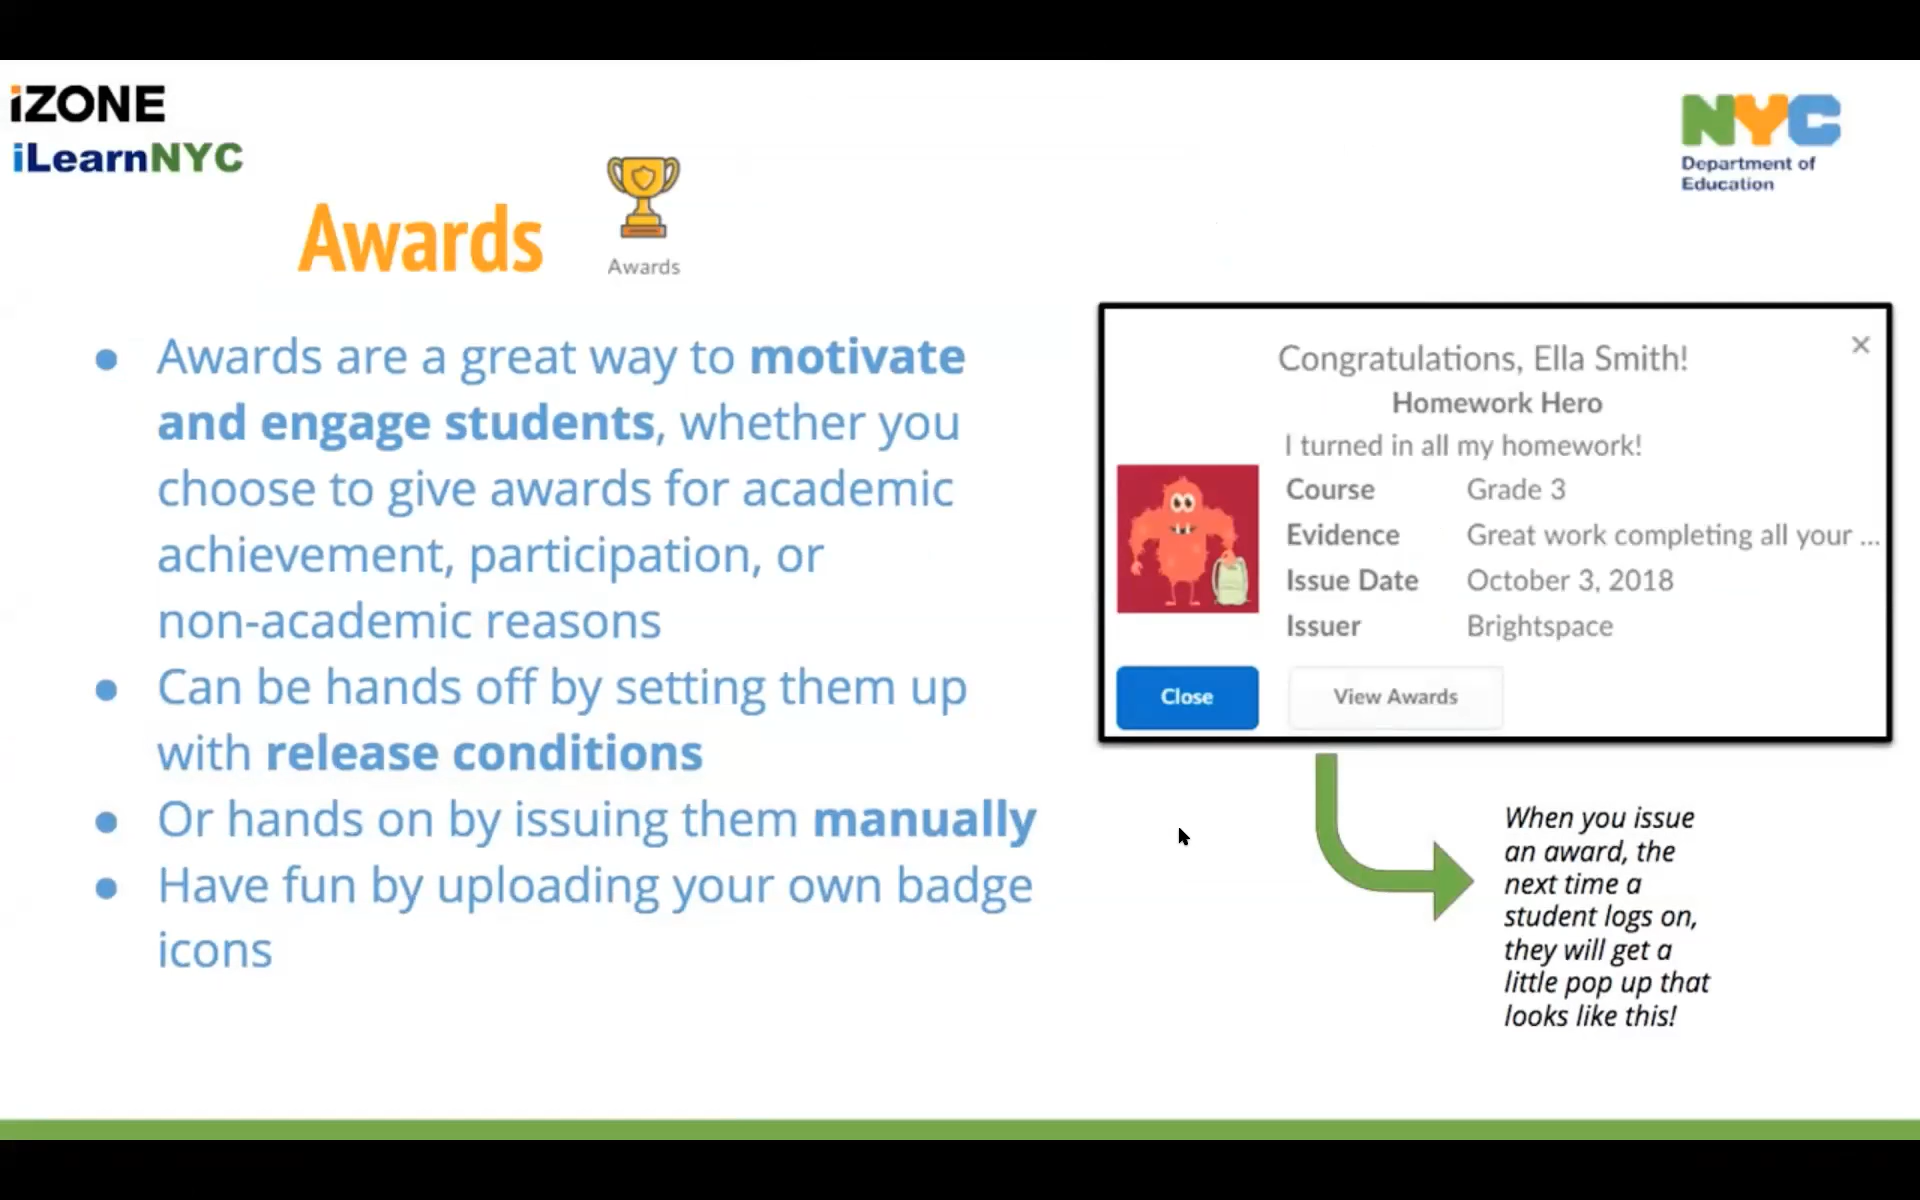 iZONE
iLearnNYC
NYC
Department of
Education
Awards
Awards
● Awards are a great way to motivate
and engage students, whether you
choose to give awards for academic
achievement, participation, or
non-academic reasons
● Can be hands off by setting them up
with release conditions
● Or hands on by issuing them manually
● Have fun by uploading your own badge
icons
×
Congratulations, Ella Smith!
Homework Hero
I turned in all my homework!
Course Grade 3
Evidence Great work completing all your ...
Issue Date October 3, 2018
Issuer Brightspace
Close View Awards
When you issue
an award, the
next time a
student logs on,
they will get a
little pop up that
looks like this!